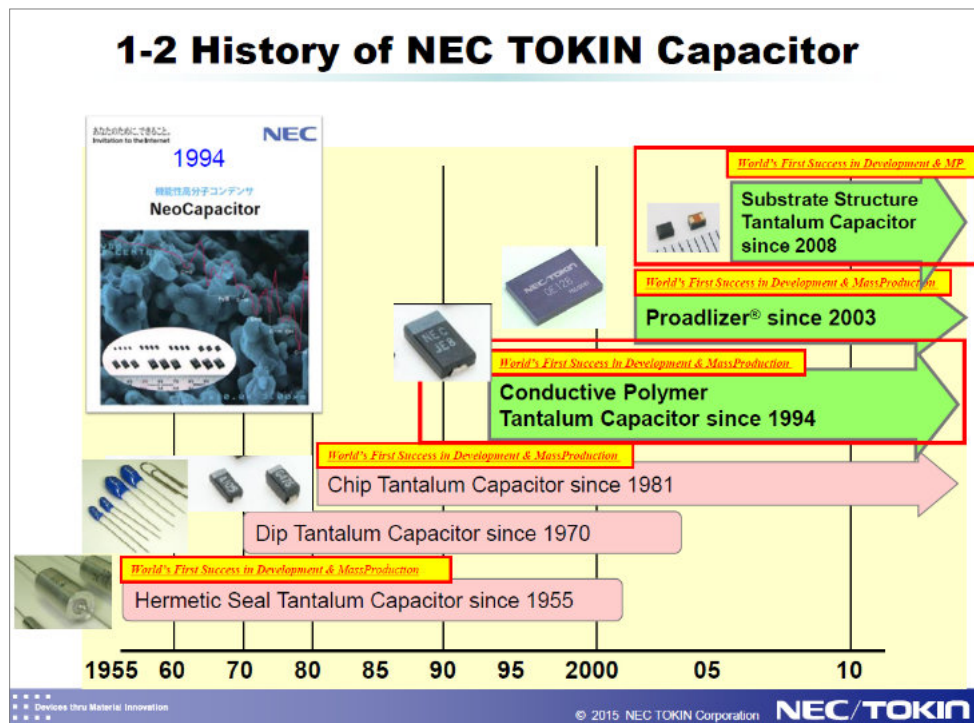 1-2 History of NEC TOKIN Capacitor
あなたのために、できること。
Invitation to the Internet
NEC
1994
機能性高分子コンデンサ
NeoCapacitor
World's First Success in Development & MP
Substrate Structure
Tantalum Capacitor
since 2008
NEC/TOKIN
OE128
World's First Success in Development & MassProduction
Proadlizer® since 2003
NEC
JE8
World's First Success in Development & MassProduction
Conductive Polymer
Tantalum Capacitor since 1994
World's First Success in Development & MassProduction
Chip Tantalum Capacitor since 1981
Dip Tantalum Capacitor since 1970
World's First Success in Development & MassProduction
Hermetic Seal Tantalum Capacitor since 1955
1955 60 70 80 85 90 95 2000 05 10
Devices thru Material Innovation
© 2015 NEC TOKIN Corporation NEC/TOKIN